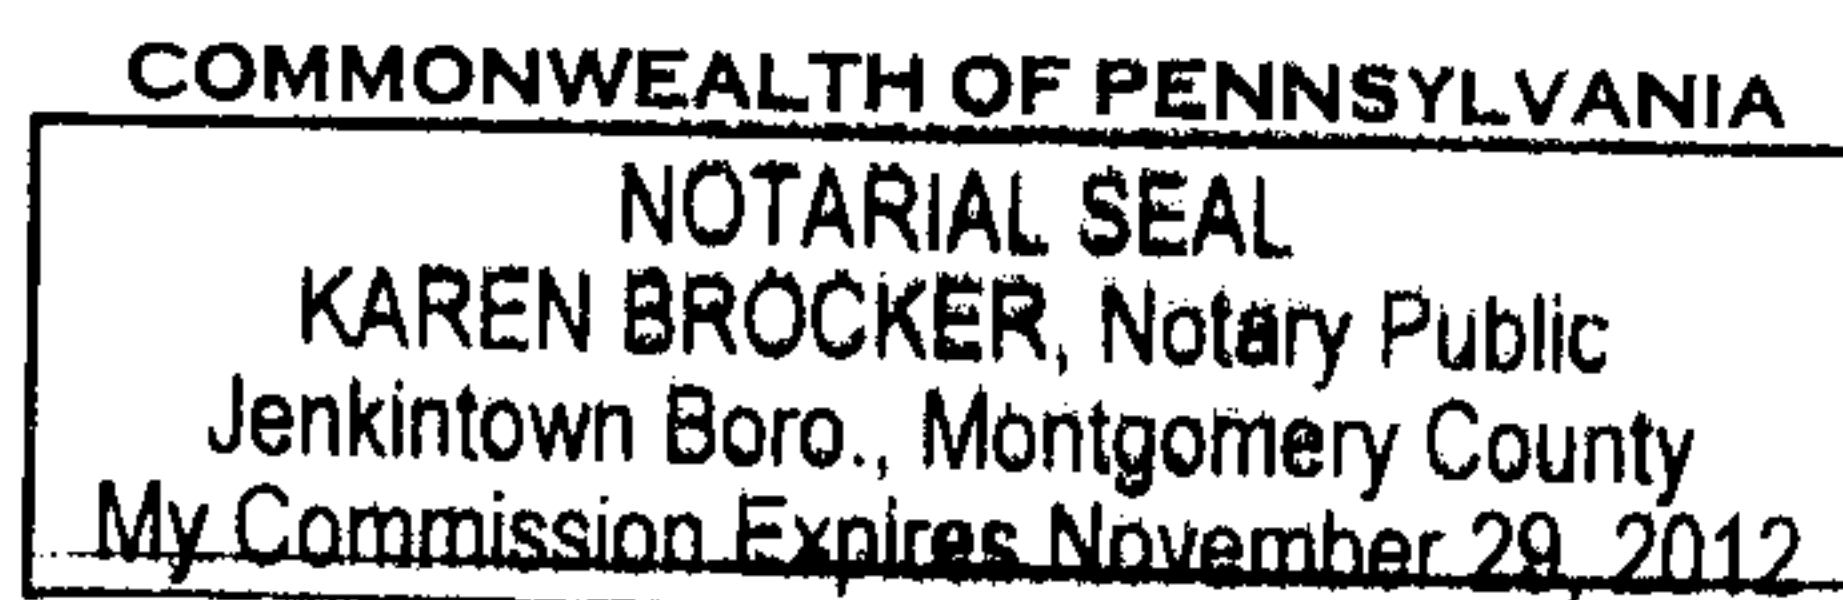 COMMONWEALTH OF PENNSYLVANIA
NOTARIAL SEAL
KAREN BROCKER, Notary Public
Jenkintown Boro., Montgomery County
My Commission Expires November 29, 2012